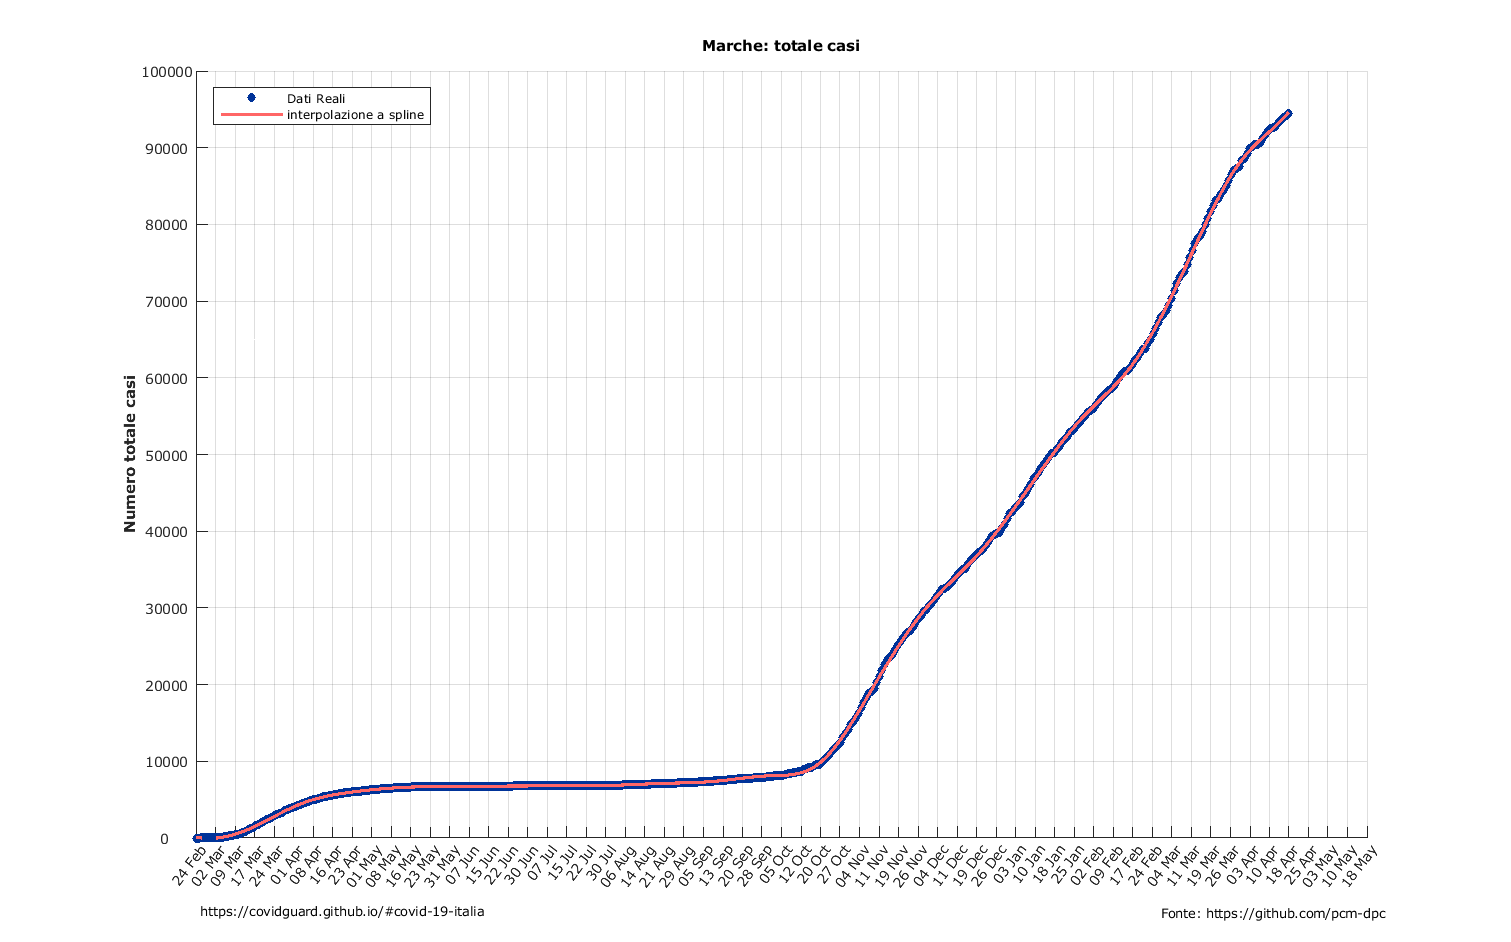 Marche: totale casi
100000
90000
80000
70000
60000
50000
40000
30000
20000
10000
0
Numero totale casi
Dati Reali
interpolazione a spline
24 Feb
02 Mar
09 Mar
17 Mar
24 Mar
01 Apr
08 Apr
16 Apr
23 Apr
01 May
08 May
16 May
23 May
31 May
07 Jun
15 Jun
22 Jun
30 Jun
07 Jul
15 Jul
22 Jul
30 Jul
06 Aug
14 Aug
21 Aug
29 Aug
05 Sep
13 Sep
20 Sep
28 Sep
05 Oct
12 Oct
20 Oct
27 Oct
04 Nov
11 Nov
19 Nov
26 Nov
04 Dec
11 Dec
19 Dec
26 Dec
03 Jan
10 Jan
18 Jan
25 Jan
02 Feb
09 Feb
17 Feb
24 Feb
04 Mar
11 Mar
19 Mar
26 Mar
03 Apr
10 Apr
18 Apr
25 Apr
03 May
10 May
18 May
https://covidguard.github.io/#covid-19-italia
Fonte: https://github.com/pcm-dpc